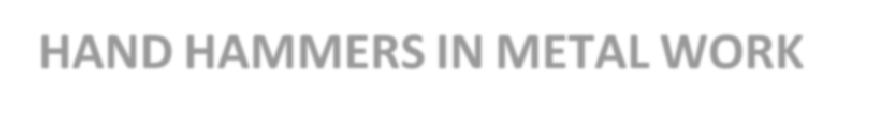 HAND HAMMERS IN METAL WORK